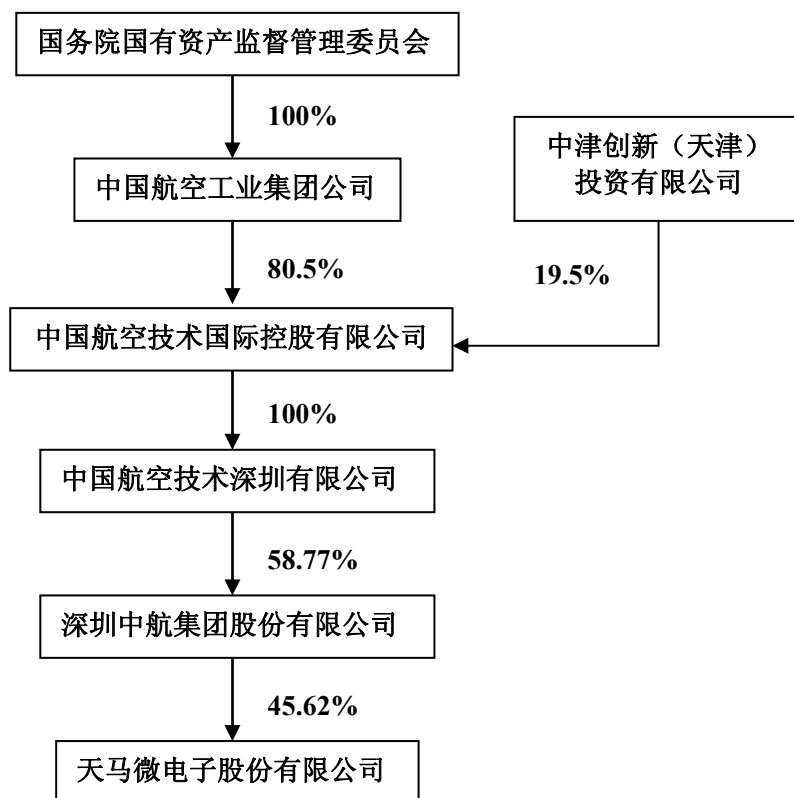 国务院国有资产监督管理委员会
100%
中国航空工业集团公司
中津创新（天津）
投资有限公司
80.5%
19.5%
中国航空技术国际控股有限公司
100%
中国航空技术深圳有限公司
58.77%
深圳中航集团股份有限公司
45.62%
天马微电子股份有限公司